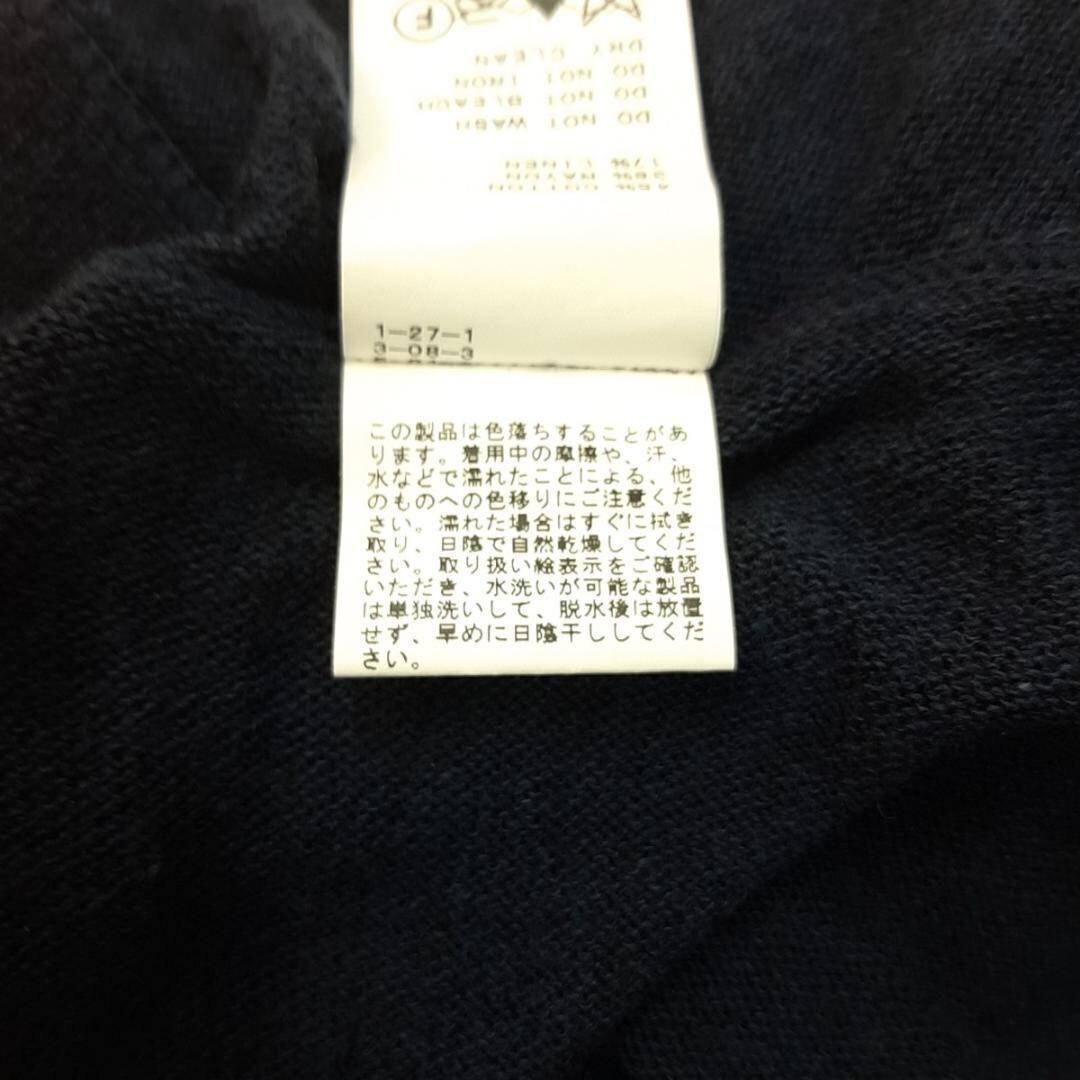 F
DRY CLEAN
DO NOT IRON
DO NOT BLEACH
DO NOT WASH
17% LINEN
38% RAYON
45% COTTON
1-27-1
3-08-3
この製品は色落ちすることがあ
ります。着用中の摩擦や、汗、
水などで濡れたことによる、他
のものへの色移りにご注意くだ
さい。濡れた場合はすぐに拭き
取り、日陰で自然乾燥してくだ
さい。取り扱い絵表示をご確認
いただき、水洗いが可能な製品
は単独洗いして、脱水後は放置
せず、早めに日陰干ししてくだ
さい。